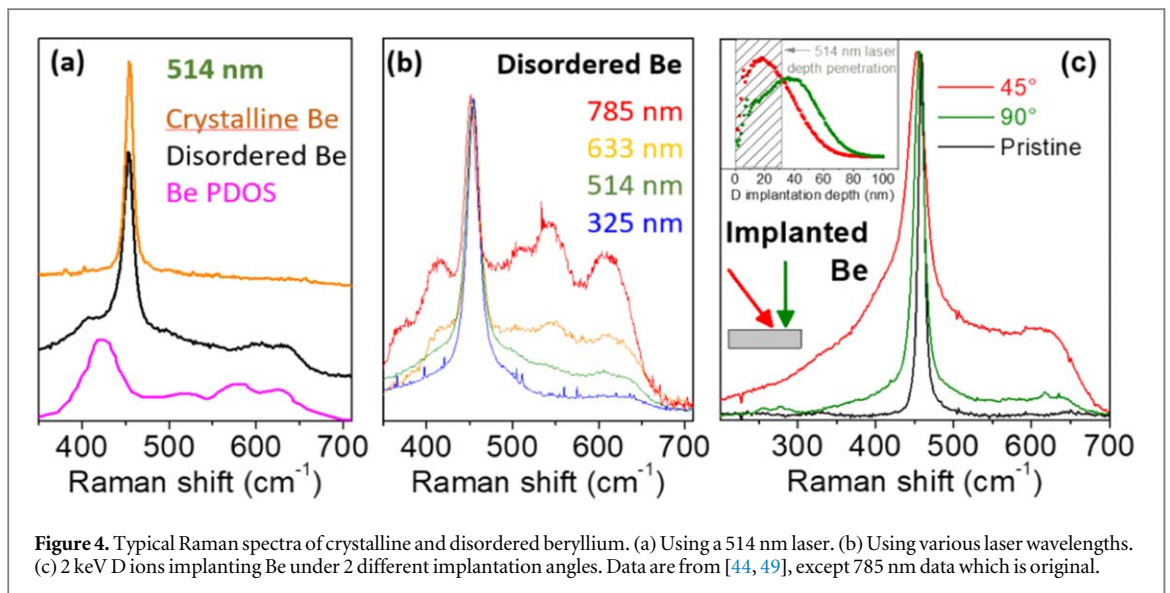 (a)
514 nm
Crystalline Be
Disordered Be
Be PDOS
400 500 600 700
Raman shift (cm-1)
(b)
Disordered Be
785 nm
633 nm
514 nm
325 nm
400 500 600 700
Raman shift (cm-1)
514 nm laser
depth penetration
0 20 40 60 80 100
D implantation depth (nm)
(c)
45°
90°
Pristine
Implanted
Be
300 400 500 600 700
Raman shift (cm-1)
Figure 4. Typical Raman spectra of crystalline and disordered beryllium. (a) Using a 514 nm laser. (b) Using various laser wavelengths.
(c) 2 keV D ions implanting Be under 2 different implantation angles. Data are from [44, 49], except 785 nm data which is original.